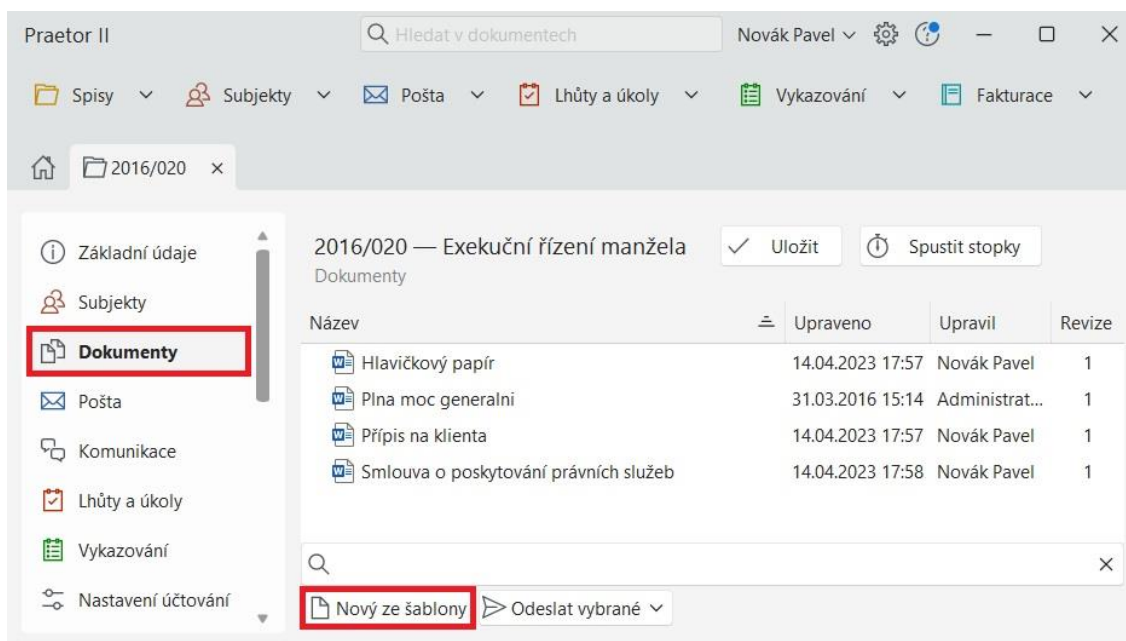 Praetor II
Hledat v dokumentech
Novák Pavel
Spisy
Subjekty
Pošta
Lhůty a úkoly
Vykazování
Fakturace
2016/020
Základní údaje
Subjekty
Dokumenty
Pošta
Komunikace
Lhůty a úkoly
Vykazování
Nastavení účtování
2016/020 — Exekuční řízení manžela
Dokumenty
Uložit
Spustit stopky
Název Upraveno Upravil Revize
Hlavičkový papír 14.04.2023 17:57 Novák Pavel 1
Plna moc generalni 31.03.2016 15:14 Administrat... 1
Přípis na klienta 14.04.2023 17:57 Novák Pavel 1
Smlouva o poskytování právních služeb 14.04.2023 17:58 Novák Pavel 1
Nový ze šablony
Odeslat vybrané